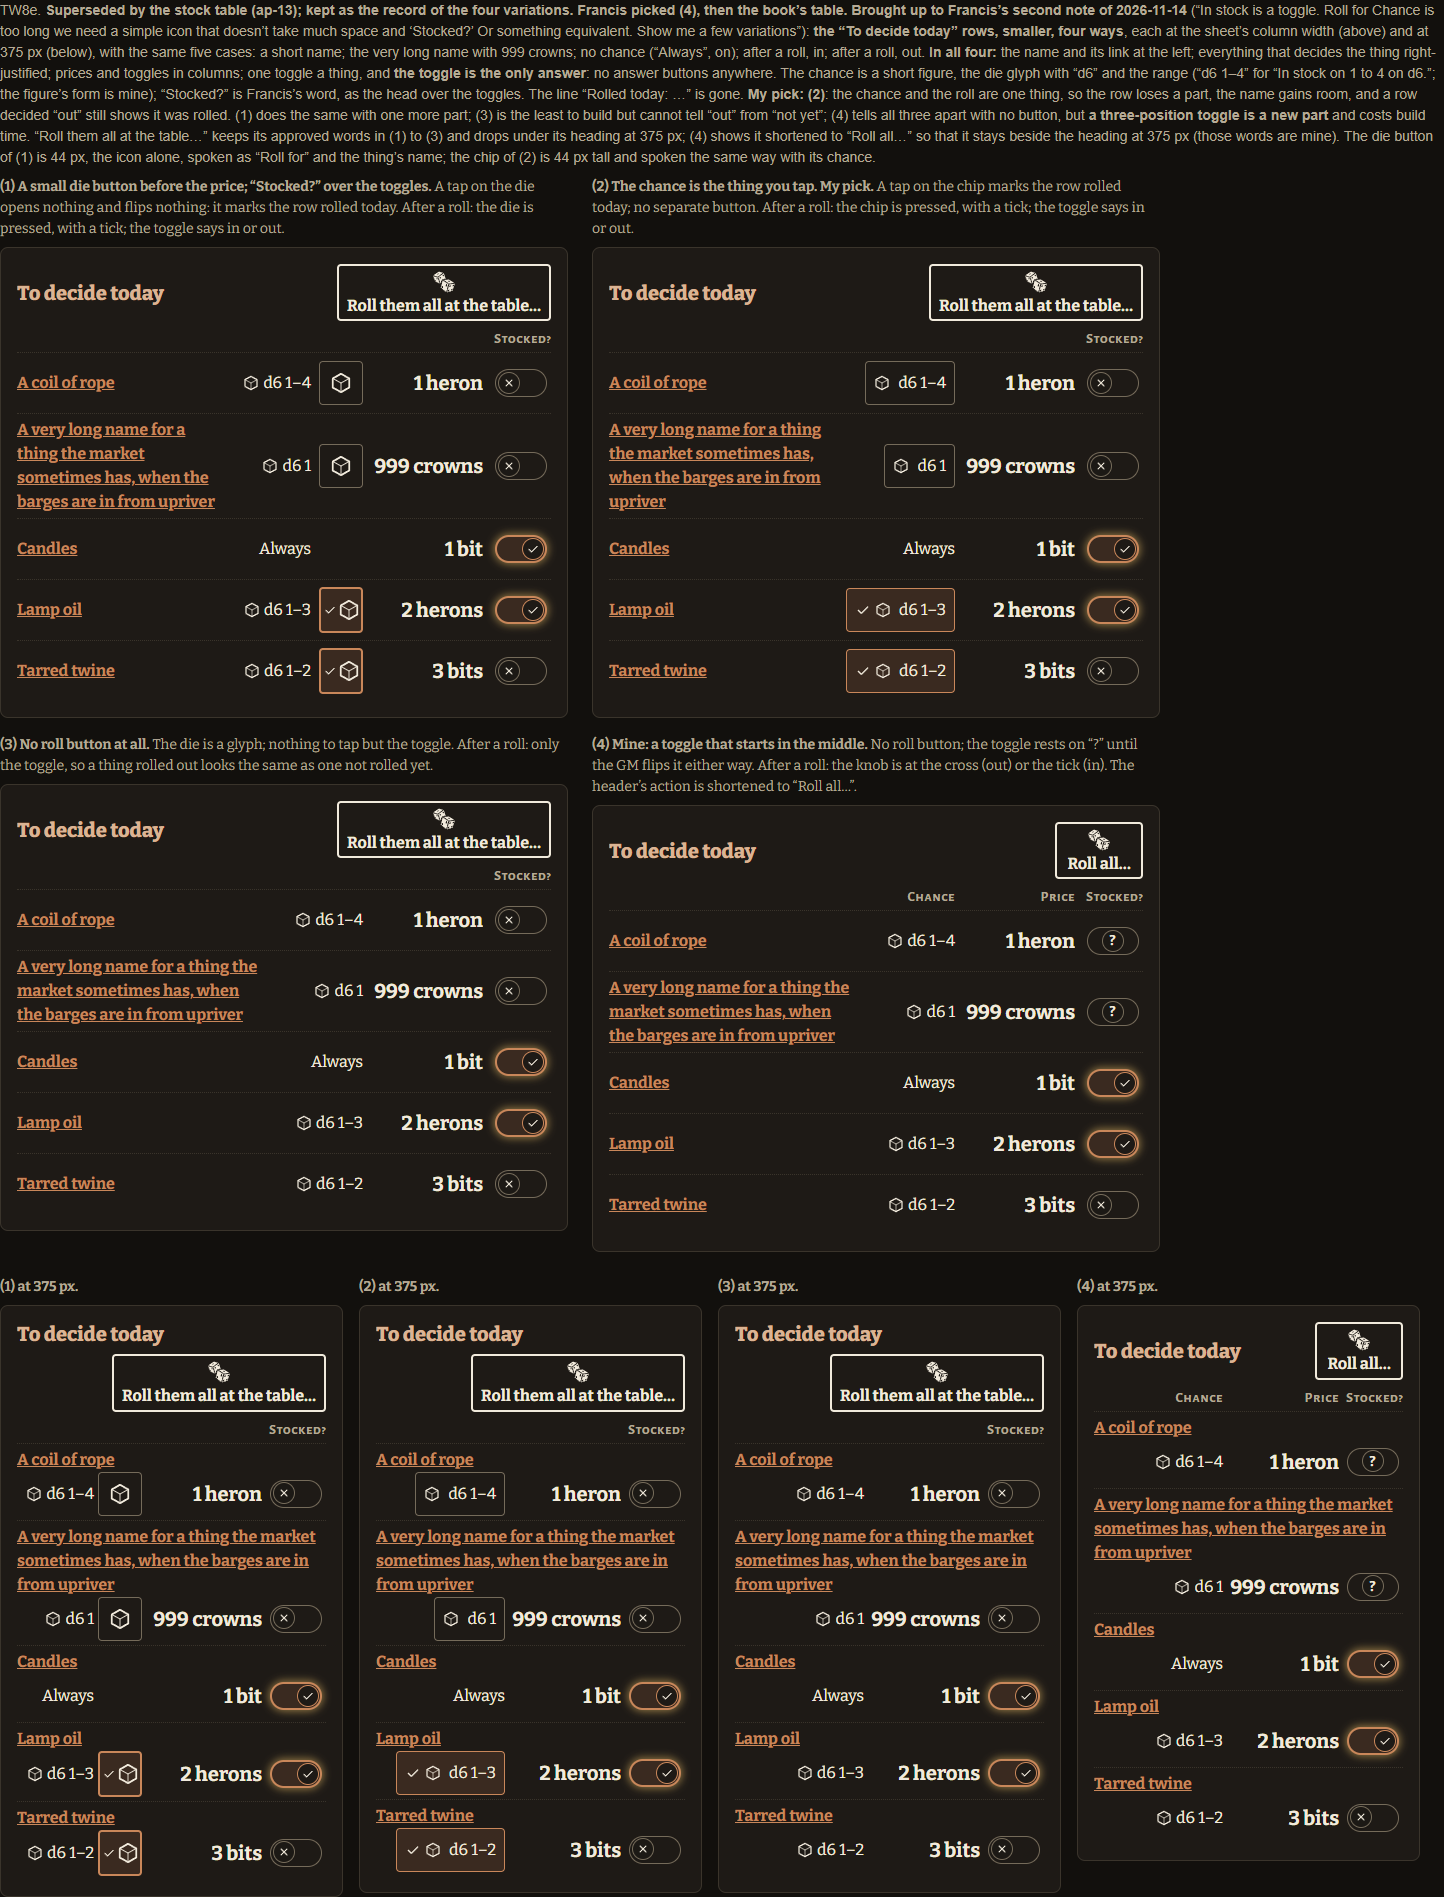 TW8e. Superseded by the stock table (ap-13); kept as the record of the four variations. Francis picked (4), then the book's table. Brought up to Francis's second note of 2026-11-14 (“In stock is a toggle. Roll for Chance is
too long we need a simple icon that doesn't take much space and ‘Stocked?’ Or something equivalent. Show me a few variations”): the “To decide today” rows, smaller, four ways, each at the sheet's column width (above) and at
375 px (below), with the same five cases: a short name; the very long name with 999 crowns; no chance (“Always”, on); after a roll, in; after a roll, out. In all four: the name and its link at the left; everything that decides the thing right-
justified; prices and toggles in columns; one toggle a thing, and the toggle is the only answer: no answer buttons anywhere. The chance is a short figure, the die glyph with “d6” and the range (“d6 1–4” for “In stock on 1 to 4 on d6.”;
the figure's form is mine); “Stocked?” is Francis's word, as the head over the toggles. The line “Rolled today: …” is gone. My pick: (2): the chance and the roll are one thing, so the row loses a part, the name gains room, and a row
decided “out” still shows it was rolled. (1) does the same with one more part; (3) is the least to build but cannot tell “out” from “not yet”; (4) tells all three apart with no button, but a three-position toggle is a new part and costs build
time. “Roll them all at the table…” keeps its approved words in (1) to (3) and drops under its heading at 375 px; (4) shows it shortened to “Roll all…” so that it stays beside the heading at 375 px (those words are mine). The die button
of (1) is 44 px, the icon alone, spoken as “Roll for” and the thing's name; the chip of (2) is 44 px tall and spoken the same way with its chance.
(1) A small die button before the price; “Stocked?” over the toggles. A tap on the die
opens nothing and flips nothing: it marks the row rolled today. After a roll: the die is
pressed, with a tick; the toggle says in or out.
To decide today
Roll them all at the table…
STOCKED?
A coil of rope d6 1–4 1 heron
A very long name for a
thing the market
sometimes has, when the
barges are in from upriver
d6 1 999 crowns
Candles Always 1 bit
Lamp oil d6 1–3 2 herons
Tarred twine d6 1–2 3 bits
(2) The chance is the thing you tap. My pick. A tap on the chip marks the row rolled
today; no separate button. After a roll: the chip is pressed, with a tick; the toggle says in
or out.
To decide today
Roll them all at the table…
STOCKED?
A coil of rope d6 1–4 1 heron
A very long name for a thing
the market sometimes has,
when the barges are in from
upriver
d6 1 999 crowns
Candles Always 1 bit
Lamp oil d6 1–3 2 herons
Tarred twine d6 1–2 3 bits
(3) No roll button at all. The die is a glyph; nothing to tap but the toggle. After a roll: only
the toggle, so a thing rolled out looks the same as one not rolled yet.
To decide today
Roll them all at the table…
STOCKED?
A coil of rope d6 1–4 1 heron
A very long name for a thing the
market sometimes has, when
the barges are in from upriver
d6 1 999 crowns
Candles Always 1 bit
Lamp oil d6 1–3 2 herons
Tarred twine d6 1–2 3 bits
(4) Mine: a toggle that starts in the middle. No roll button; the toggle rests on “?” until
the GM flips it either way. After a roll: the knob is at the cross (out) or the tick (in). The
header's action is shortened to “Roll all…”.
To decide today
Roll all…
CHANCE PRICE STOCKED?
A coil of rope d6 1–4 1 heron ?
A very long name for a thing the
market sometimes has, when
the barges are in from upriver
d6 1 999 crowns ?
Candles Always 1 bit
Lamp oil d6 1–3 2 herons
Tarred twine d6 1–2 3 bits
(1) at 375 px.
To decide today
Roll them all at the table…
STOCKED?
A coil of rope
d6 1–4 1 heron
A very long name for a thing the market
sometimes has, when the barges are in
from upriver
d6 1 999 crowns
Candles
Always 1 bit
Lamp oil
d6 1–3 2 herons
Tarred twine
d6 1–2 3 bits
(2) at 375 px.
To decide today
Roll them all at the table…
STOCKED?
A coil of rope
d6 1–4 1 heron
A very long name for a thing the market
sometimes has, when the barges are in
from upriver
d6 1 999 crowns
Candles
Always 1 bit
Lamp oil
d6 1–3 2 herons
Tarred twine
d6 1–2 3 bits
(3) at 375 px.
To decide today
Roll them all at the table…
STOCKED?
A coil of rope
d6 1–4 1 heron
A very long name for a thing the market
sometimes has, when the barges are in
from upriver
d6 1 999 crowns
Candles
Always 1 bit
Lamp oil
d6 1–3 2 herons
Tarred twine
d6 1–2 3 bits
(4) at 375 px.
To decide today
Roll all…
CHANCE PRICE STOCKED?
A coil of rope
d6 1–4 1 heron ?
A very long name for a thing the market
sometimes has, when the barges are in
from upriver
d6 1 999 crowns ?
Candles
Always 1 bit
Lamp oil
d6 1–3 2 herons
Tarred twine
d6 1–2 3 bits